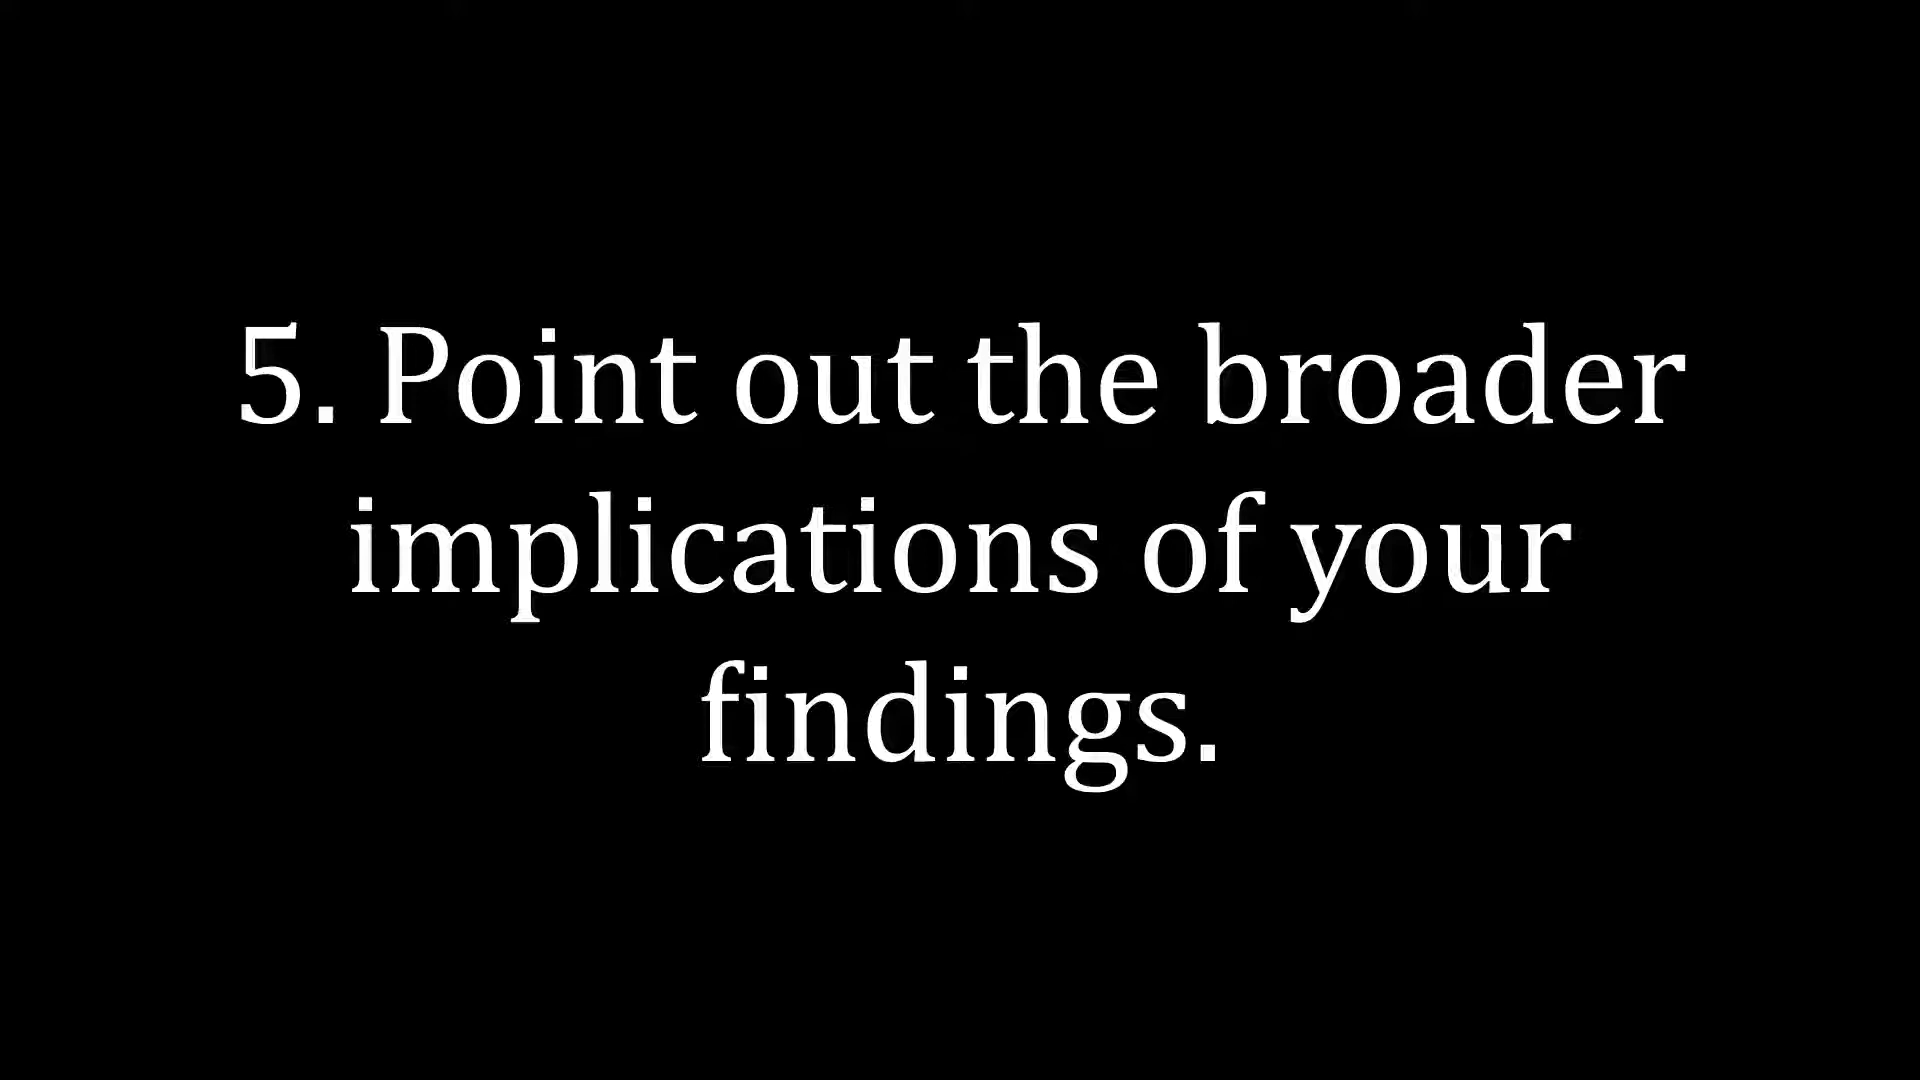 5. Point out the broader
implications of your
findings.